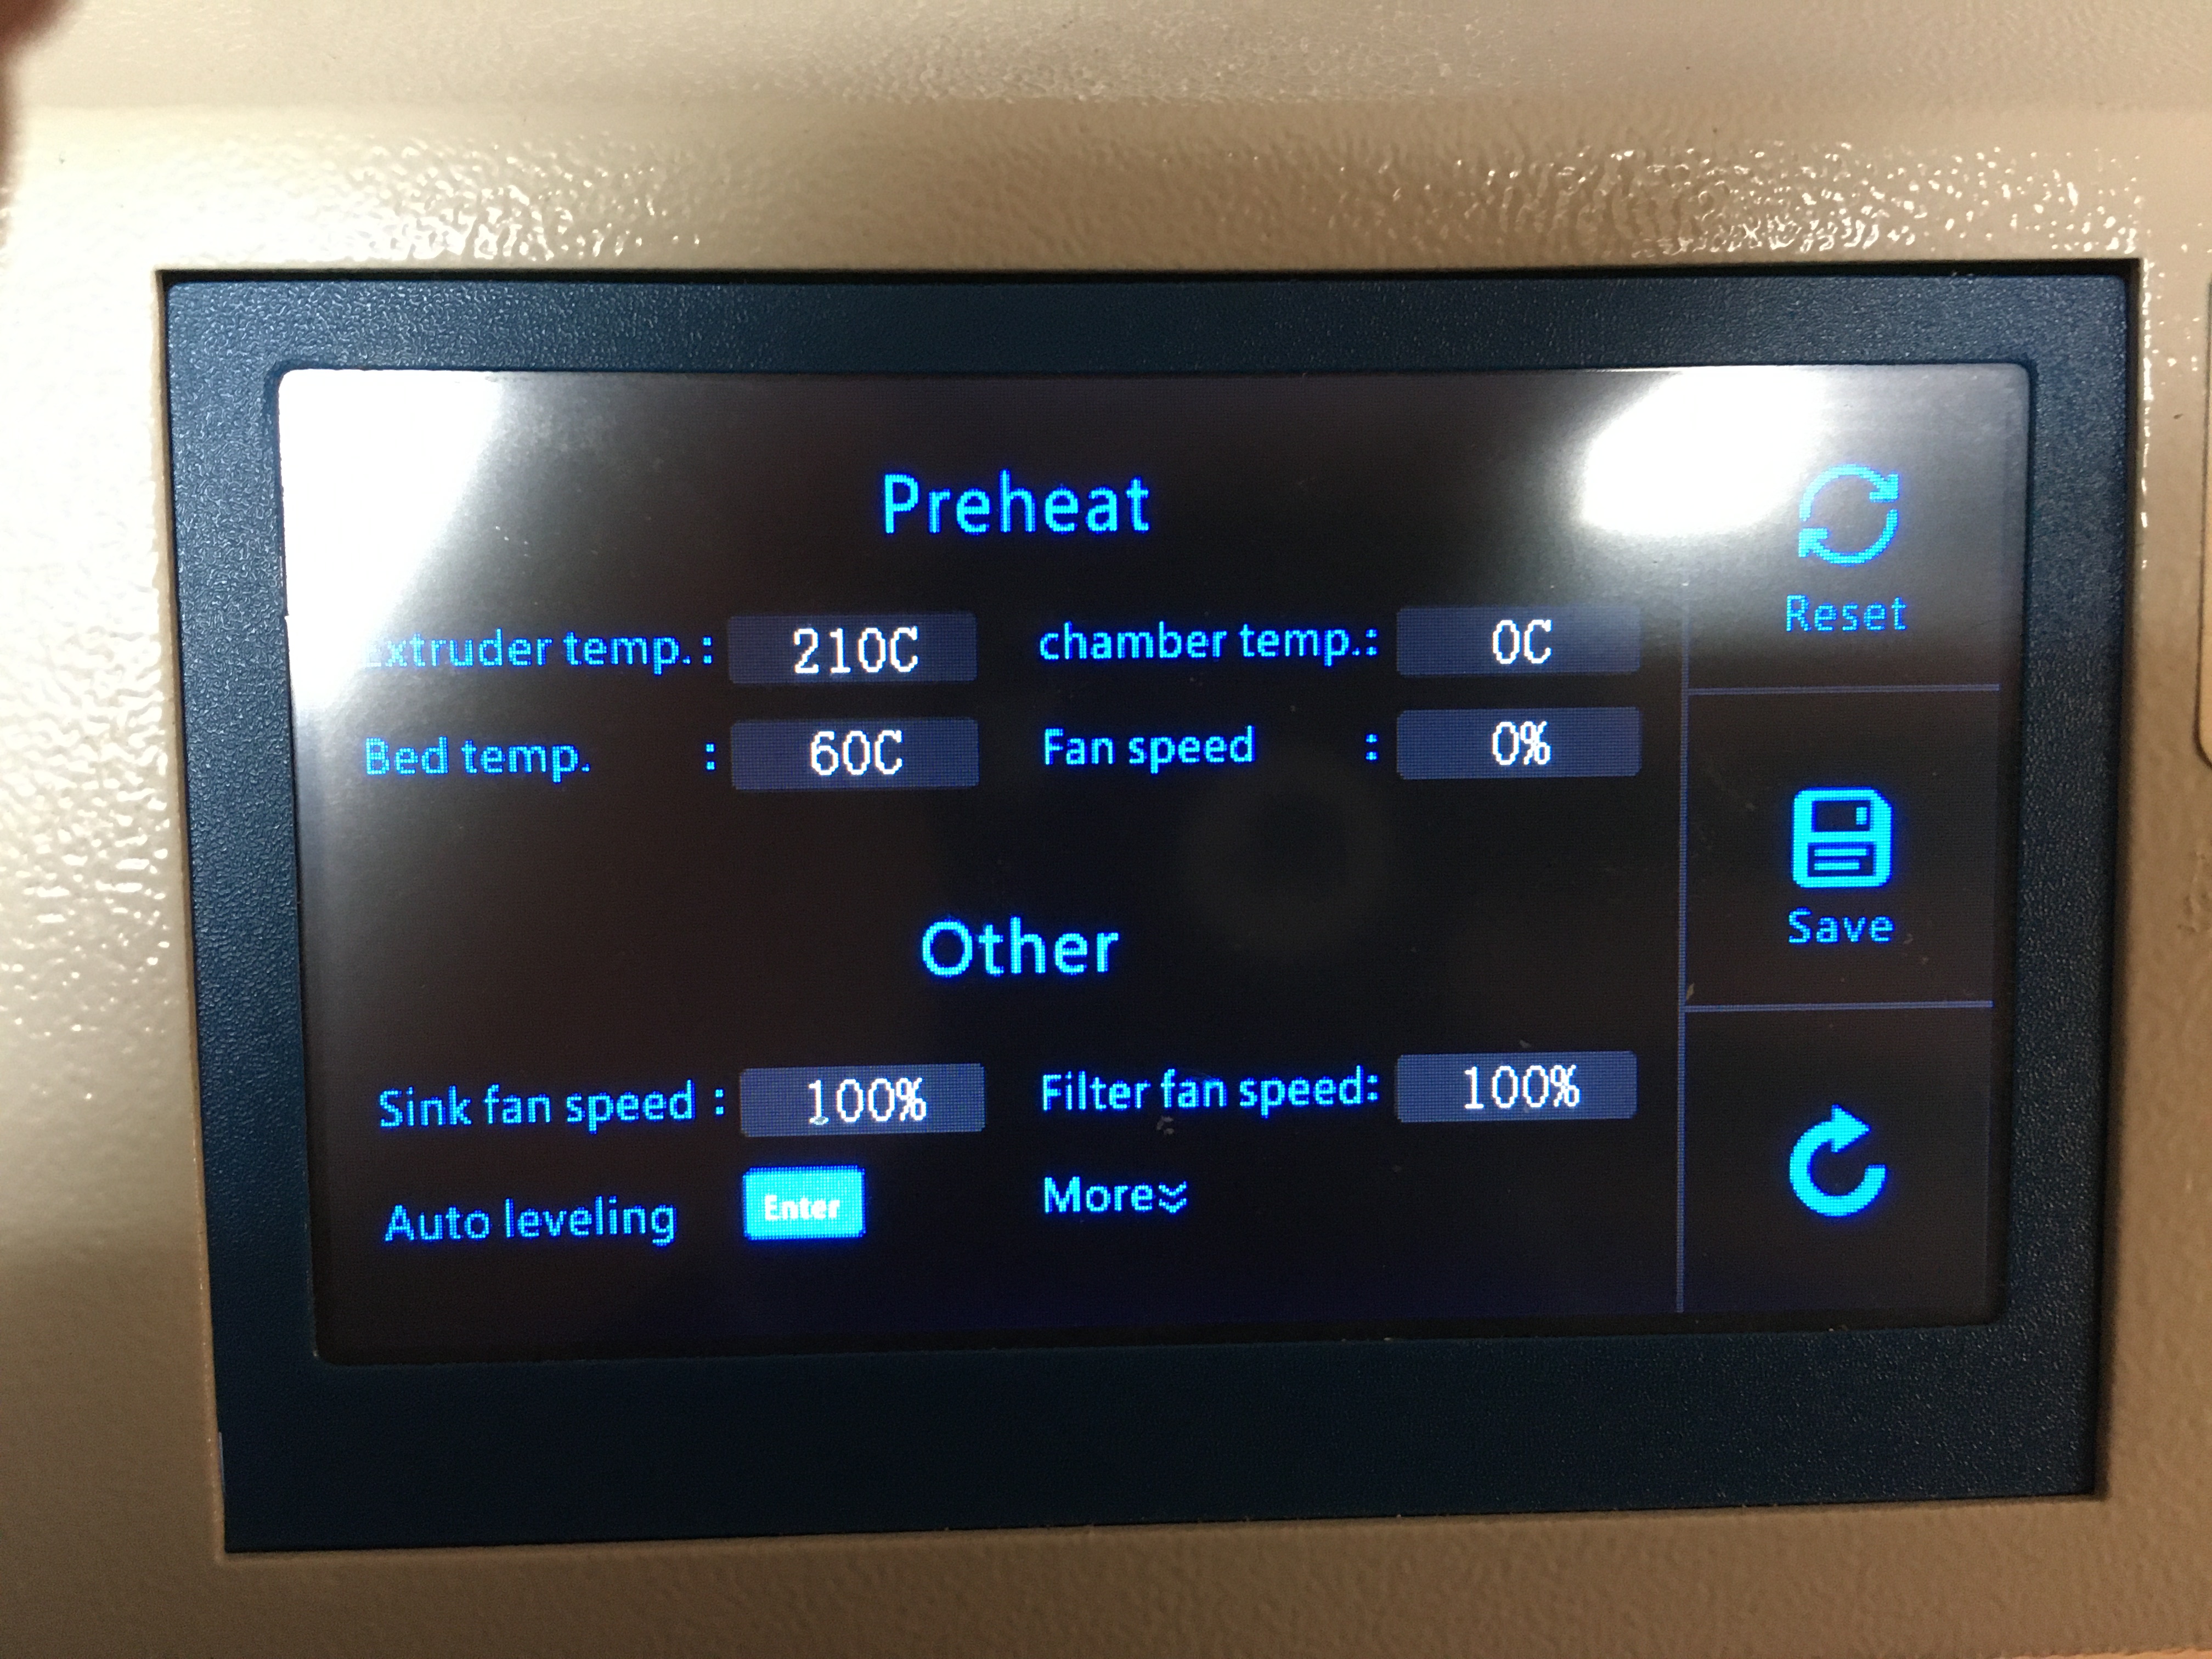 Preheat
Extruder temp. : 210C chamber temp.: 0C
Bed temp. : 60C Fan speed : 0%
Other
Sink fan speed : 100% Filter fan speed: 100%
Auto leveling Enter More
Reset
Save